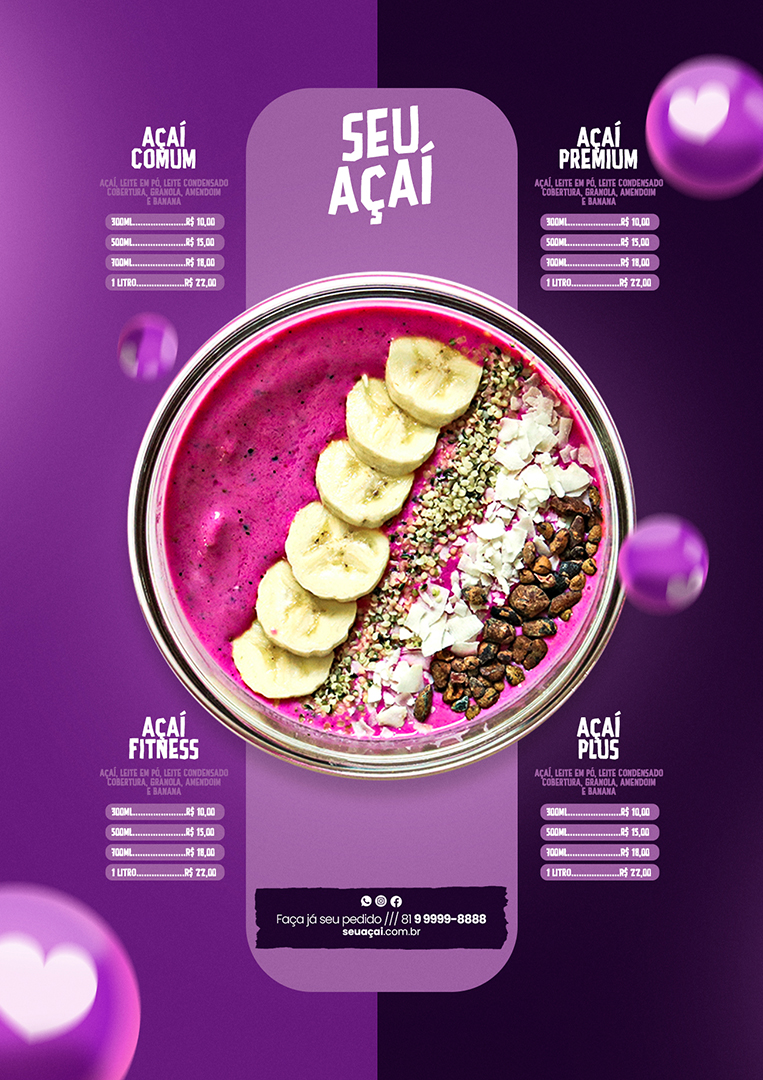 SEU
AÇAÍ
AÇAÍ
COMUM
AÇAÍ, LEITE EM PÓ, LEITE CONDENSADO
COBERTURA, GRANOLA, AMENDOIM
E BANANA
300ML......................R$ 10,00
500ML......................R$ 15,00
700ML......................R$ 18,00
1 LITRO....................R$ 22,00
AÇAÍ
PREMIUM
AÇAÍ, LEITE EM PÓ, LEITE CONDENSADO
COBERTURA, GRANOLA, AMENDOIM
E BANANA
300ML......................R$ 10,00
500ML......................R$ 15,00
700ML......................R$ 18,00
1 LITRO....................R$ 22,00
AÇAÍ
FITNESS
AÇAÍ, LEITE EM PÓ, LEITE CONDENSADO
COBERTURA, GRANOLA, AMENDOIM
E BANANA
300ML......................R$ 10,00
500ML......................R$ 15,00
700ML......................R$ 18,00
1 LITRO....................R$ 22,00
AÇAÍ
PLUS
AÇAÍ, LEITE EM PÓ, LEITE CONDENSADO
COBERTURA, GRANOLA, AMENDOIM
E BANANA
300ML......................R$ 10,00
500ML......................R$ 15,00
700ML......................R$ 18,00
1 LITRO....................R$ 22,00
Faça já seu pedido /// 81 9 9999-8888
seuaçaí.com.br